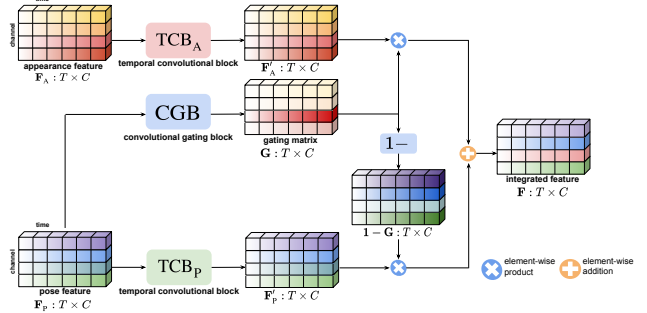 time
channel
appearance feature
F_A : T × C
TCB_A
temporal convolutional block
F′_A : T × C
CGB
convolutional gating block
gating matrix
G : T × C
1−
1 − G : T × C
integrated feature
F : T × C
time
channel
pose feature
F_P : T × C
TCB_P
temporal convolutional block
F′_P : T × C
element-wise
product
element-wise
addition